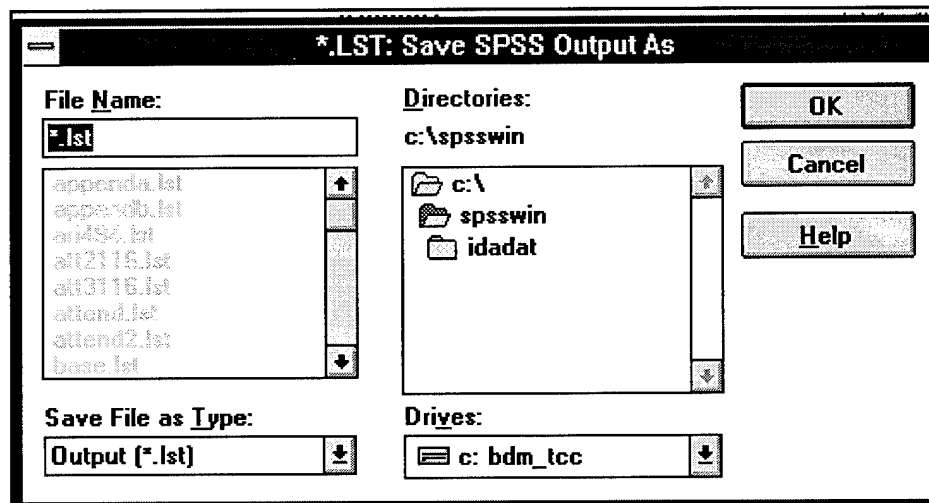 *.LST: Save SPSS Output As
File Name:
*.lst
appenda.lst
appendb.lst
att2116.lst
att3116.lst
attend.lst
attend2.lst
base.lst
Save File as Type:
Output (*.lst)
Directories:
c:\spsswin
c:\
spsswin
idadat
Drives:
c: bdm_tcc
OK
Cancel
Help